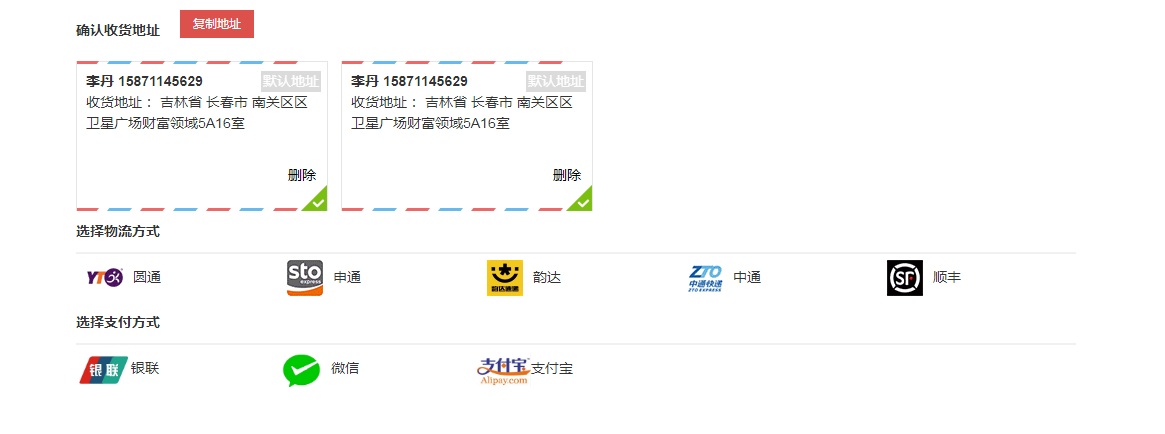 确认收货地址 复制地址
李丹 15871145629 默认地址
收货地址： 吉林省 长春市 南关区区
卫星广场财富领域5A16室
删除
李丹 15871145629 默认地址
收货地址： 吉林省 长春市 南关区区
卫星广场财富领域5A16室
删除
选择物流方式
YTO 圆通
sto express 申通
韵达速递 韵达
ZTO 中通快递 ZTO EXPRESS 中通
SF 顺丰
选择支付方式
银联 银联
微信
支付宝 Alipay.com 支付宝